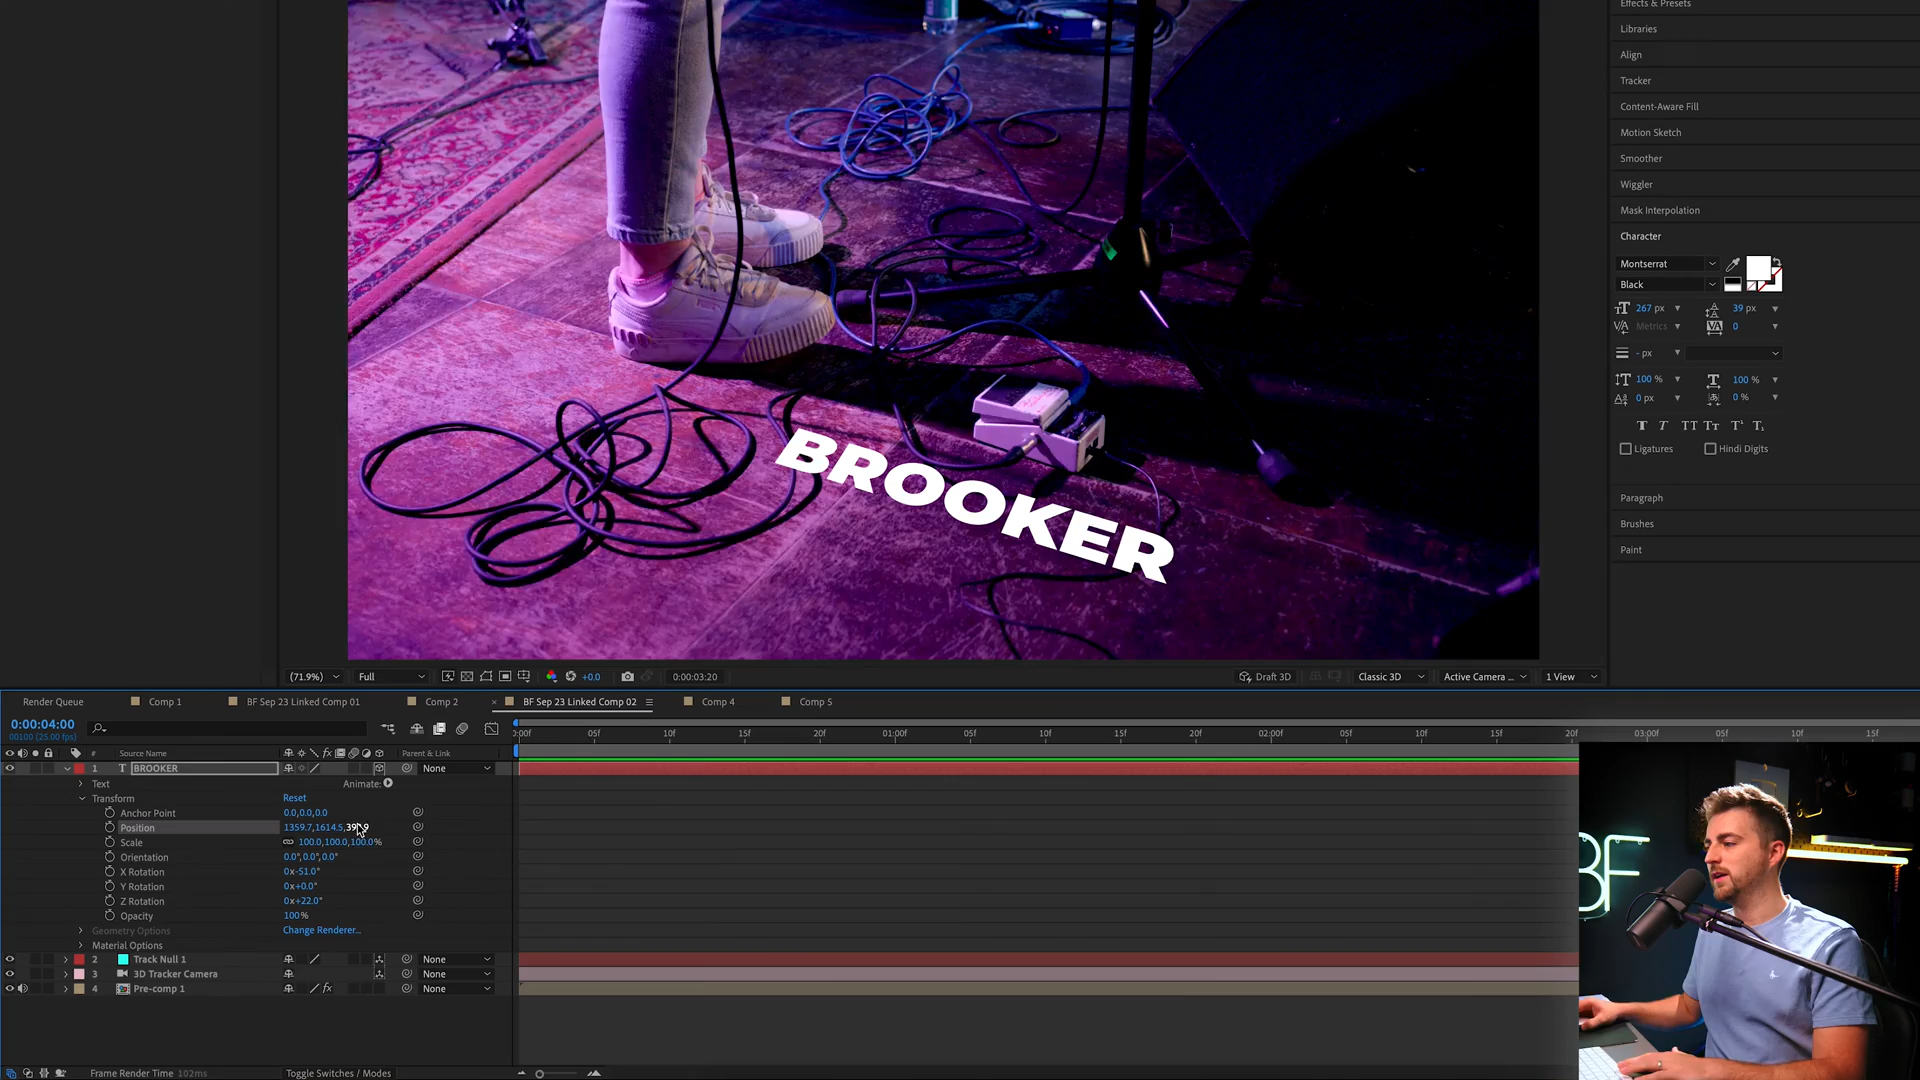 Effects & Presets
Libraries
Align
Tracker
Content-Aware Fill
Motion Sketch
Smoother
Wiggler
Mask Interpolation
Character
Montserrat
Black
267 px
39 px
Metrics
0
- px
100 %
100 %
0 px
0 %
Ligatures
Hindi Digits
Paragraph
Brushes
Paint
BROOKER
(71.9%)
Full
+0.0
0:00:03:20
Draft 3D
Classic 3D
Active Camera ...
1 View
Render Queue
Comp 1
BF Sep 23 Linked Comp 01
Comp 2
BF Sep 23 Linked Comp 02
Comp 4
Comp 5
0:00:04:00
00100 (25.00 fps)
:00f 05f 10f 15f 20f 01:00f 05f 10f 15f 20f 02:00f 05f 10f 15f 20f 03:00f 05f 10f 15f
# Source Name Parent & Link
1 T BROOKER None
Text Animate:
Transform Reset
Anchor Point 0.0,0.0,0.0
Position 1359.7,1614.5,
Scale 100.0,100.0,100.0%
Orientation 0.0°,0.0°,0.0°
X Rotation 0x-51.0°
Y Rotation 0x+0.0°
Z Rotation 0x+22.0°
Opacity 100%
Geometry Options Change Renderer...
Material Options
2 Track Null 1 None
3 3D Tracker Camera None
4 Pre-comp 1 None
BF
Frame Render Time 102ms
Toggle Switches / Modes